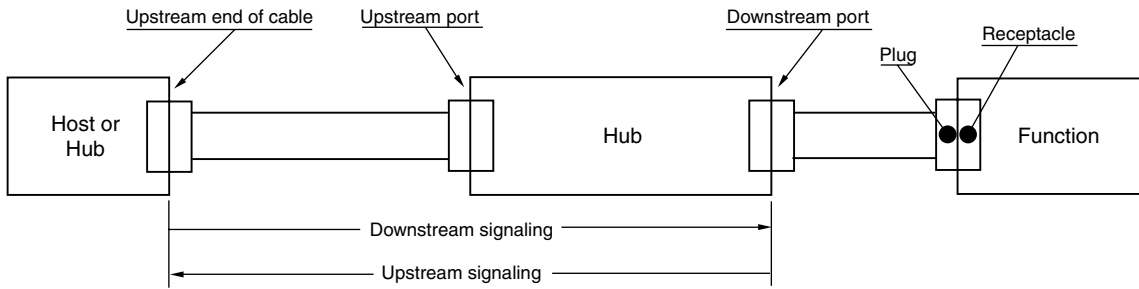 Upstream end of cable
Upstream port
Downstream port
Receptacle
Plug
Host or
Hub
Hub
Function
Downstream signaling
Upstream signaling